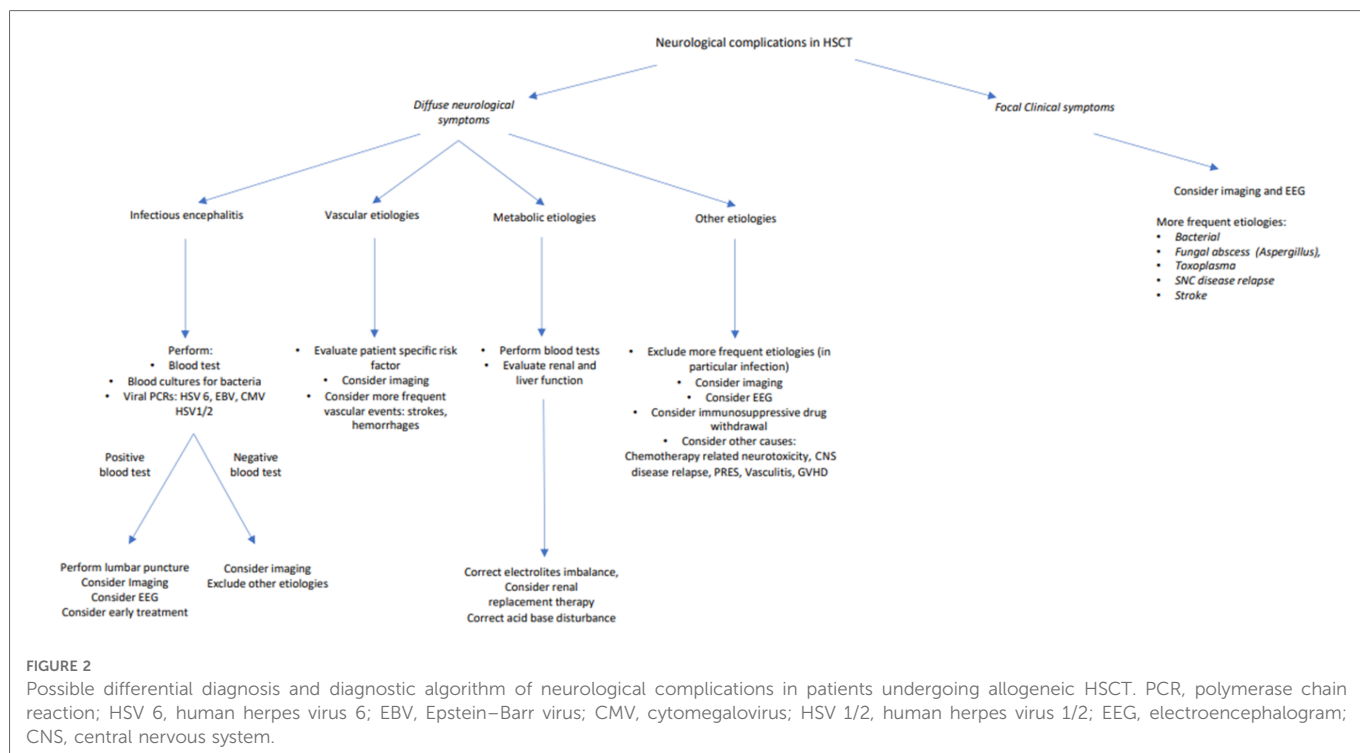 Neurological complications in HSCT
Diffuse neurological
symptoms
Focal Clinical symptoms
Infectious encephalitis
Vascular etiologies
Metabolic etiologies
Other etiologies
Consider imaging and EEG
More frequent etiologies:
• Bacterial
• Fungal abscess (Aspergillus),
• Toxoplasma
• SNC disease relapse
• Stroke
Perform:
• Blood test
• Blood cultures for bacteria
• Viral PCRs: HSV 6, EBV, CMV
HSV1/2
• Evaluate patient specific risk
factor
• Consider imaging
• Consider more frequent
vascular events: strokes,
hemorrhages
• Perform blood tests
• Evaluate renal and
liver function
• Exclude more frequent etiologies (in
particular infection)
• Consider imaging
• Consider EEG
• Consider immunosuppressive drug
withdrawal
• Consider other causes:
Chemotherapy related neurotoxicity, CNS
disease relapse, PRES, Vasculitis, GVHD
Positive
blood test
Negative
blood test
Perform lumbar puncture
Consider Imaging
Consider EEG
Consider early treatment
Consider imaging
Exclude other etiologies
Correct electrolites imbalance,
Consider renal
replacement therapy
Correct acid base disturbance
FIGURE 2
Possible differential diagnosis and diagnostic algorithm of neurological complications in patients undergoing allogeneic HSCT. PCR, polymerase chain
reaction; HSV 6, human herpes virus 6; EBV, Epstein–Barr virus; CMV, cytomegalovirus; HSV 1/2, human herpes virus 1/2; EEG, electroencephalogram;
CNS, central nervous system.